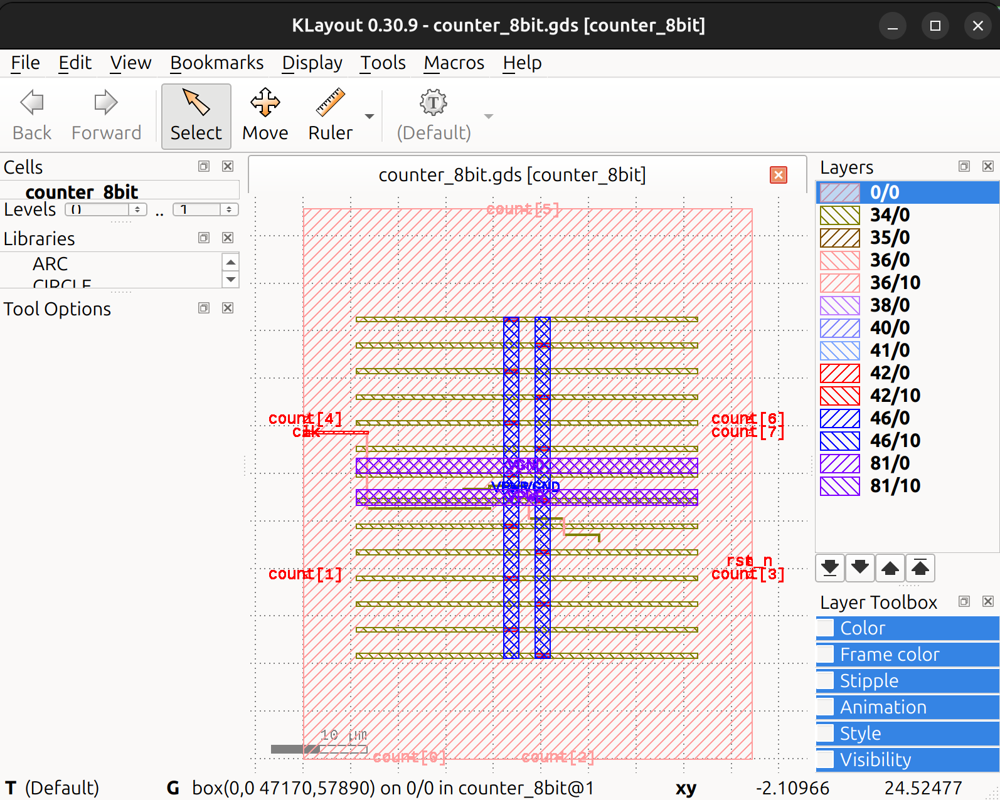 KLayout 0.30.9 - counter_8bit.gds [counter_8bit]
File Edit View Bookmarks Display Tools Macros Help
Back Forward Select Move Ruler (Default)
Cells
counter_8bit
Levels 0 .. 1
Libraries
ARC
CIRCLE
Tool Options
counter_8bit.gds [counter_8bit]
count[5]
count[4]
clk
count[6]
count[7]
VGND
count[1]
rst_n
count[3]
10 µm
count[0]
count[2]
Layers
0/0
34/0
35/0
36/0
36/10
38/0
40/0
41/0
42/0
42/10
46/0
46/10
81/0
81/10
Layer Toolbox
Color
Frame color
Stipple
Animation
Style
Visibility
T (Default) G box(0,0 47170,57890) on 0/0 in counter_8bit@1 xy -2.10966 24.52477